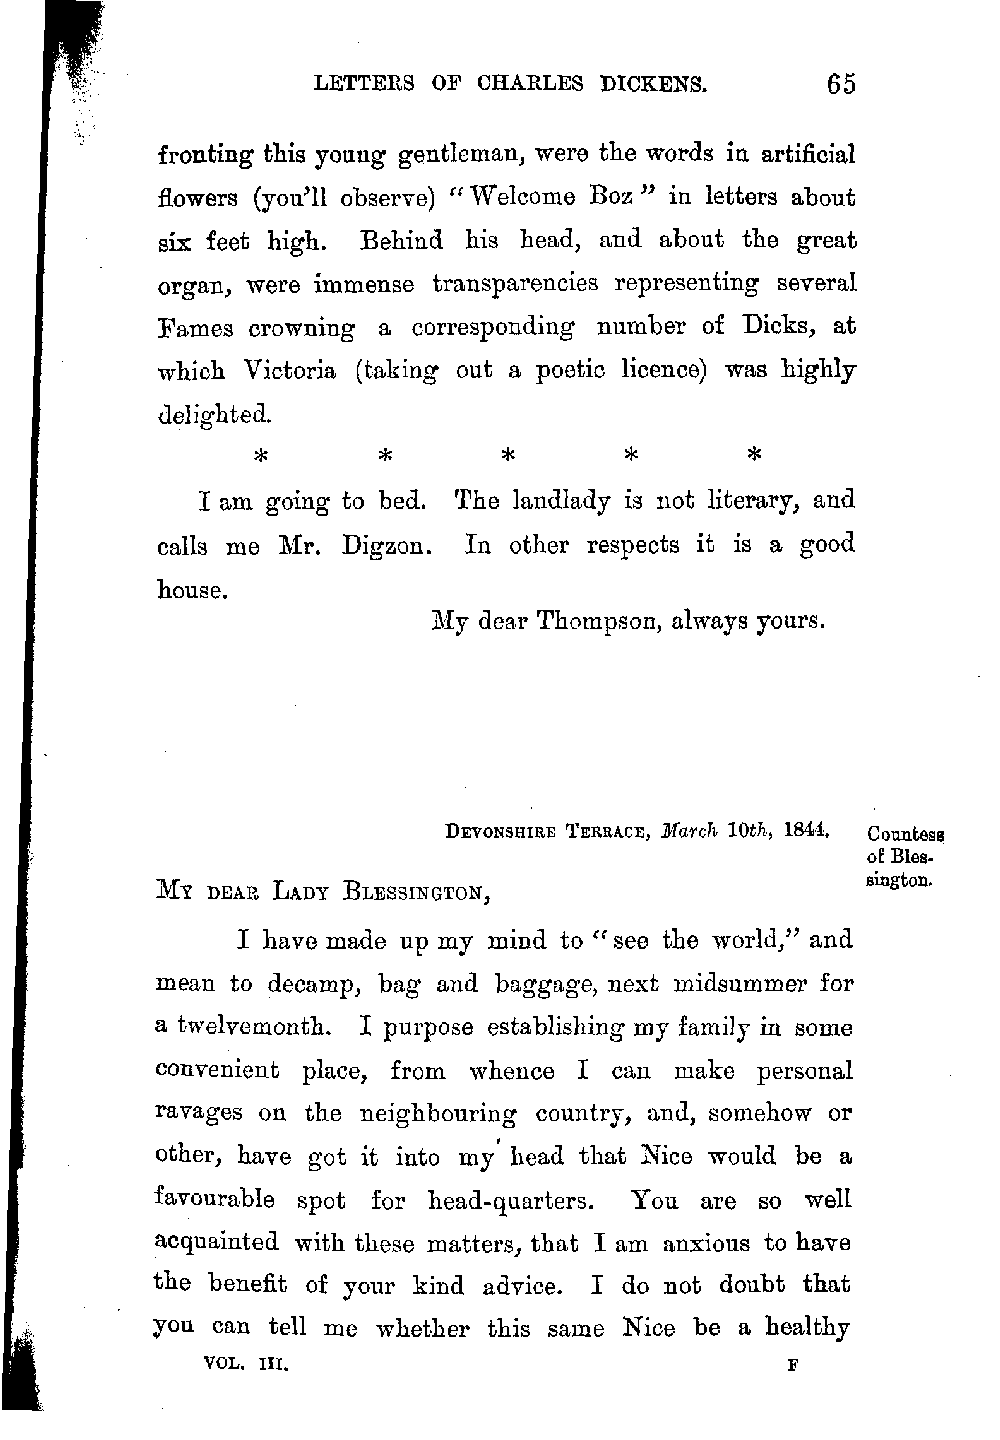 LETTERS OF CHARLES DICKENS. 65
fronting this young gentleman, were the words in artificial
flowers (you'll observe) “Welcome Boz” in letters about
six feet high. Behind his head, and about the great
organ, were immense transparencies representing several
Fames crowning a corresponding number of Dicks, at
which Victoria (taking out a poetic licence) was highly
delighted.
* * * * *
I am going to bed. The landlady is not literary, and
calls me Mr. Digzon. In other respects it is a good
house.
My dear Thompson, always yours.
DEVONSHIRE TERRACE, March 10th, 1844.
Countess
of Bles-
sington.
MY DEAR LADY BLESSINGTON,
I have made up my mind to “see the world,” and
mean to decamp, bag and baggage, next midsummer for
a twelvemonth. I purpose establishing my family in some
convenient place, from whence I can make personal
ravages on the neighbouring country, and, somehow or
other, have got it into my head that Nice would be a
favourable spot for head-quarters. You are so well
acquainted with these matters, that I am anxious to have
the benefit of your kind advice. I do not doubt that
you can tell me whether this same Nice be a healthy
VOL. III. F